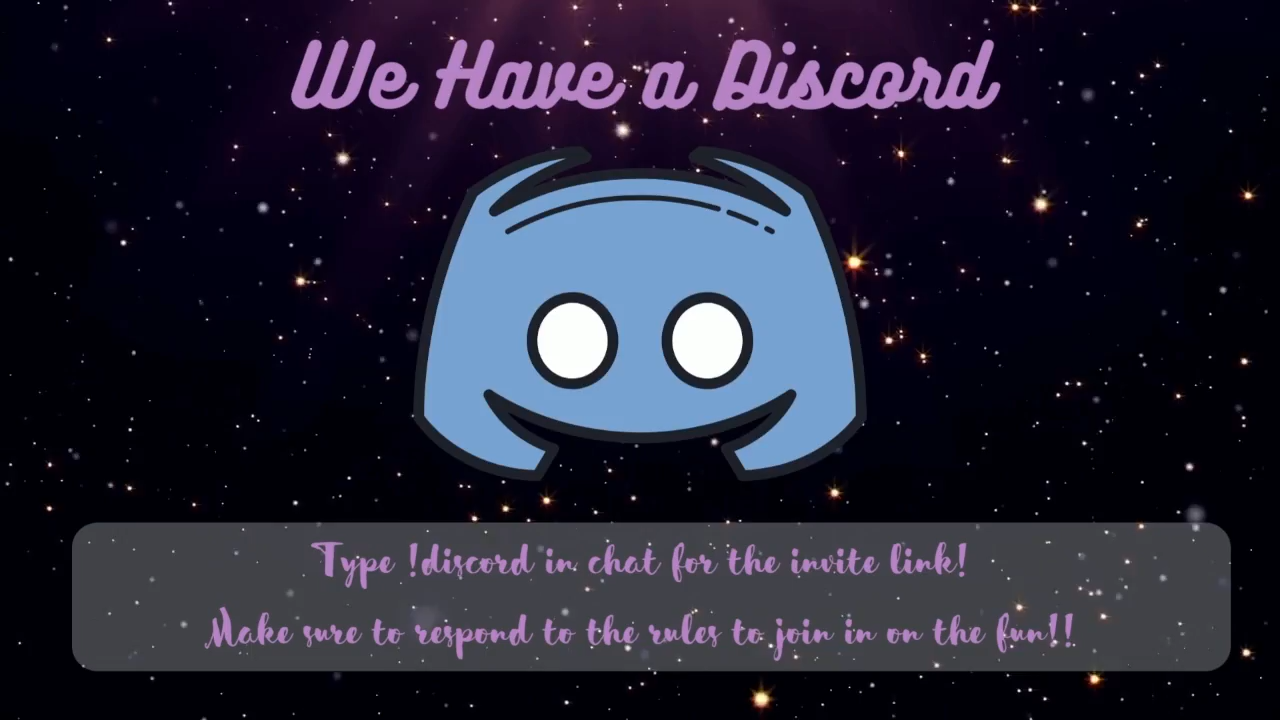 We Have a Discord
Type !discord in chat for the invite link!
Make sure to respond to the rules to join in on the fun!!